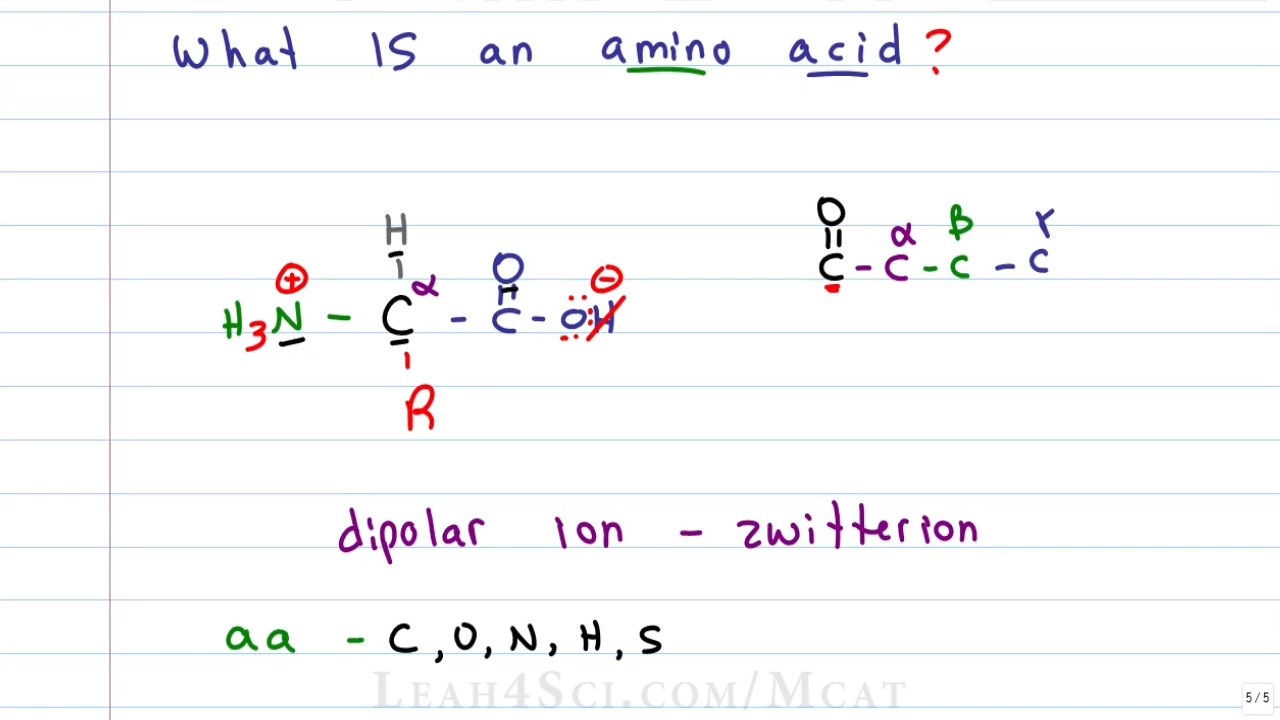 What IS an amino acid?
O α β γ
H
α O ⊖
⊕
C - C - C - C
H3N - C - C - OH
R
dipolar ion - zwitterion
aa - C, O, N, H, S
LEAH4SCI.COM/MCAT
5 / 5